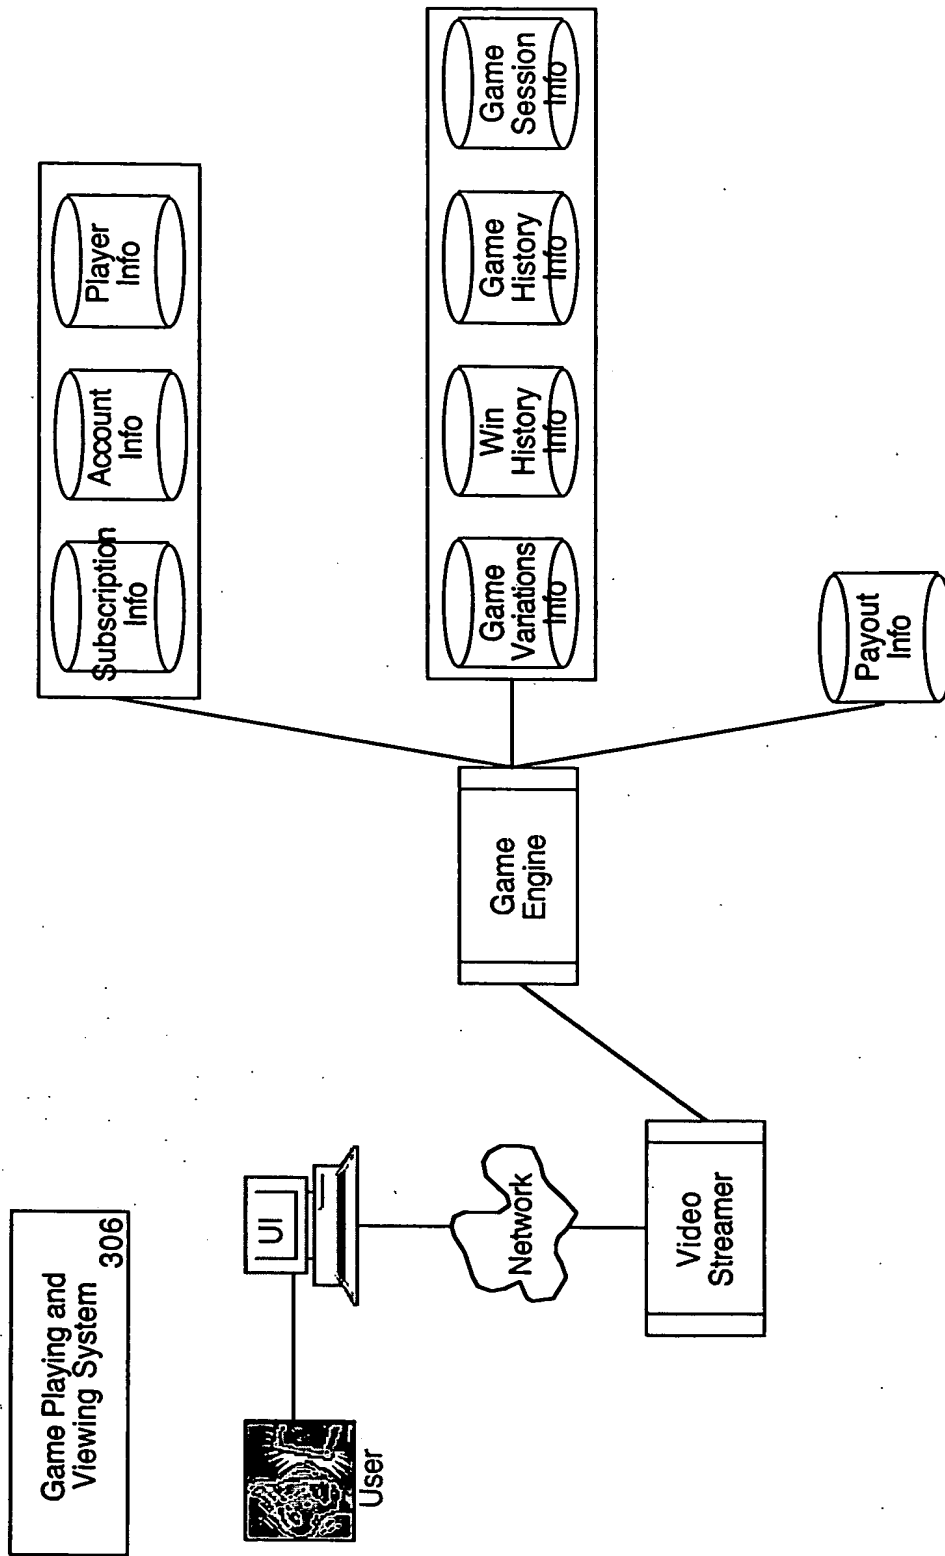 Game Playing and
Viewing System
306
User
UI
Network
Video
Streamer
Game
Engine
Subscription
Info
Account
Info
Player
Info
Game
Variations
Info
Win
History
Info
Game
History
Info
Game
Session
Info
Payout
Info